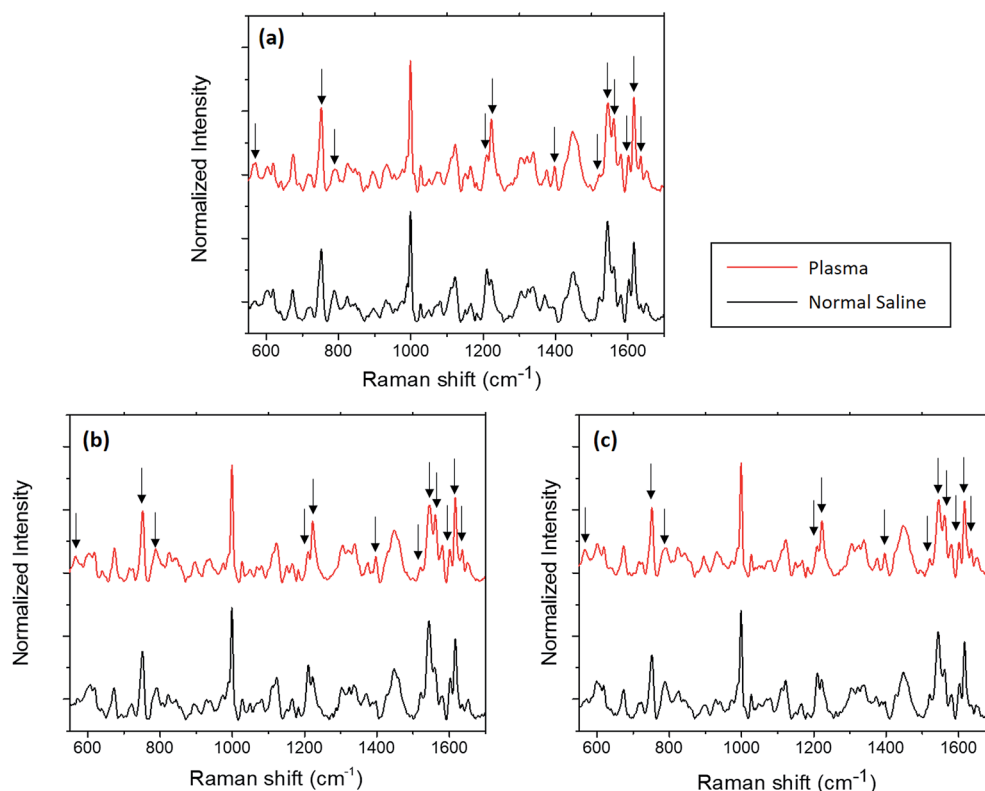 (a)
Normalized Intensity
600 800 1000 1200 1400 1600
Raman shift (cm⁻¹)
Plasma
Normal Saline
(b)
Normalized Intensity
600 800 1000 1200 1400 1600
Raman shift (cm⁻¹)
(c)
Normalized Intensity
600 800 1000 1200 1400 1600
Raman shift (cm⁻¹)